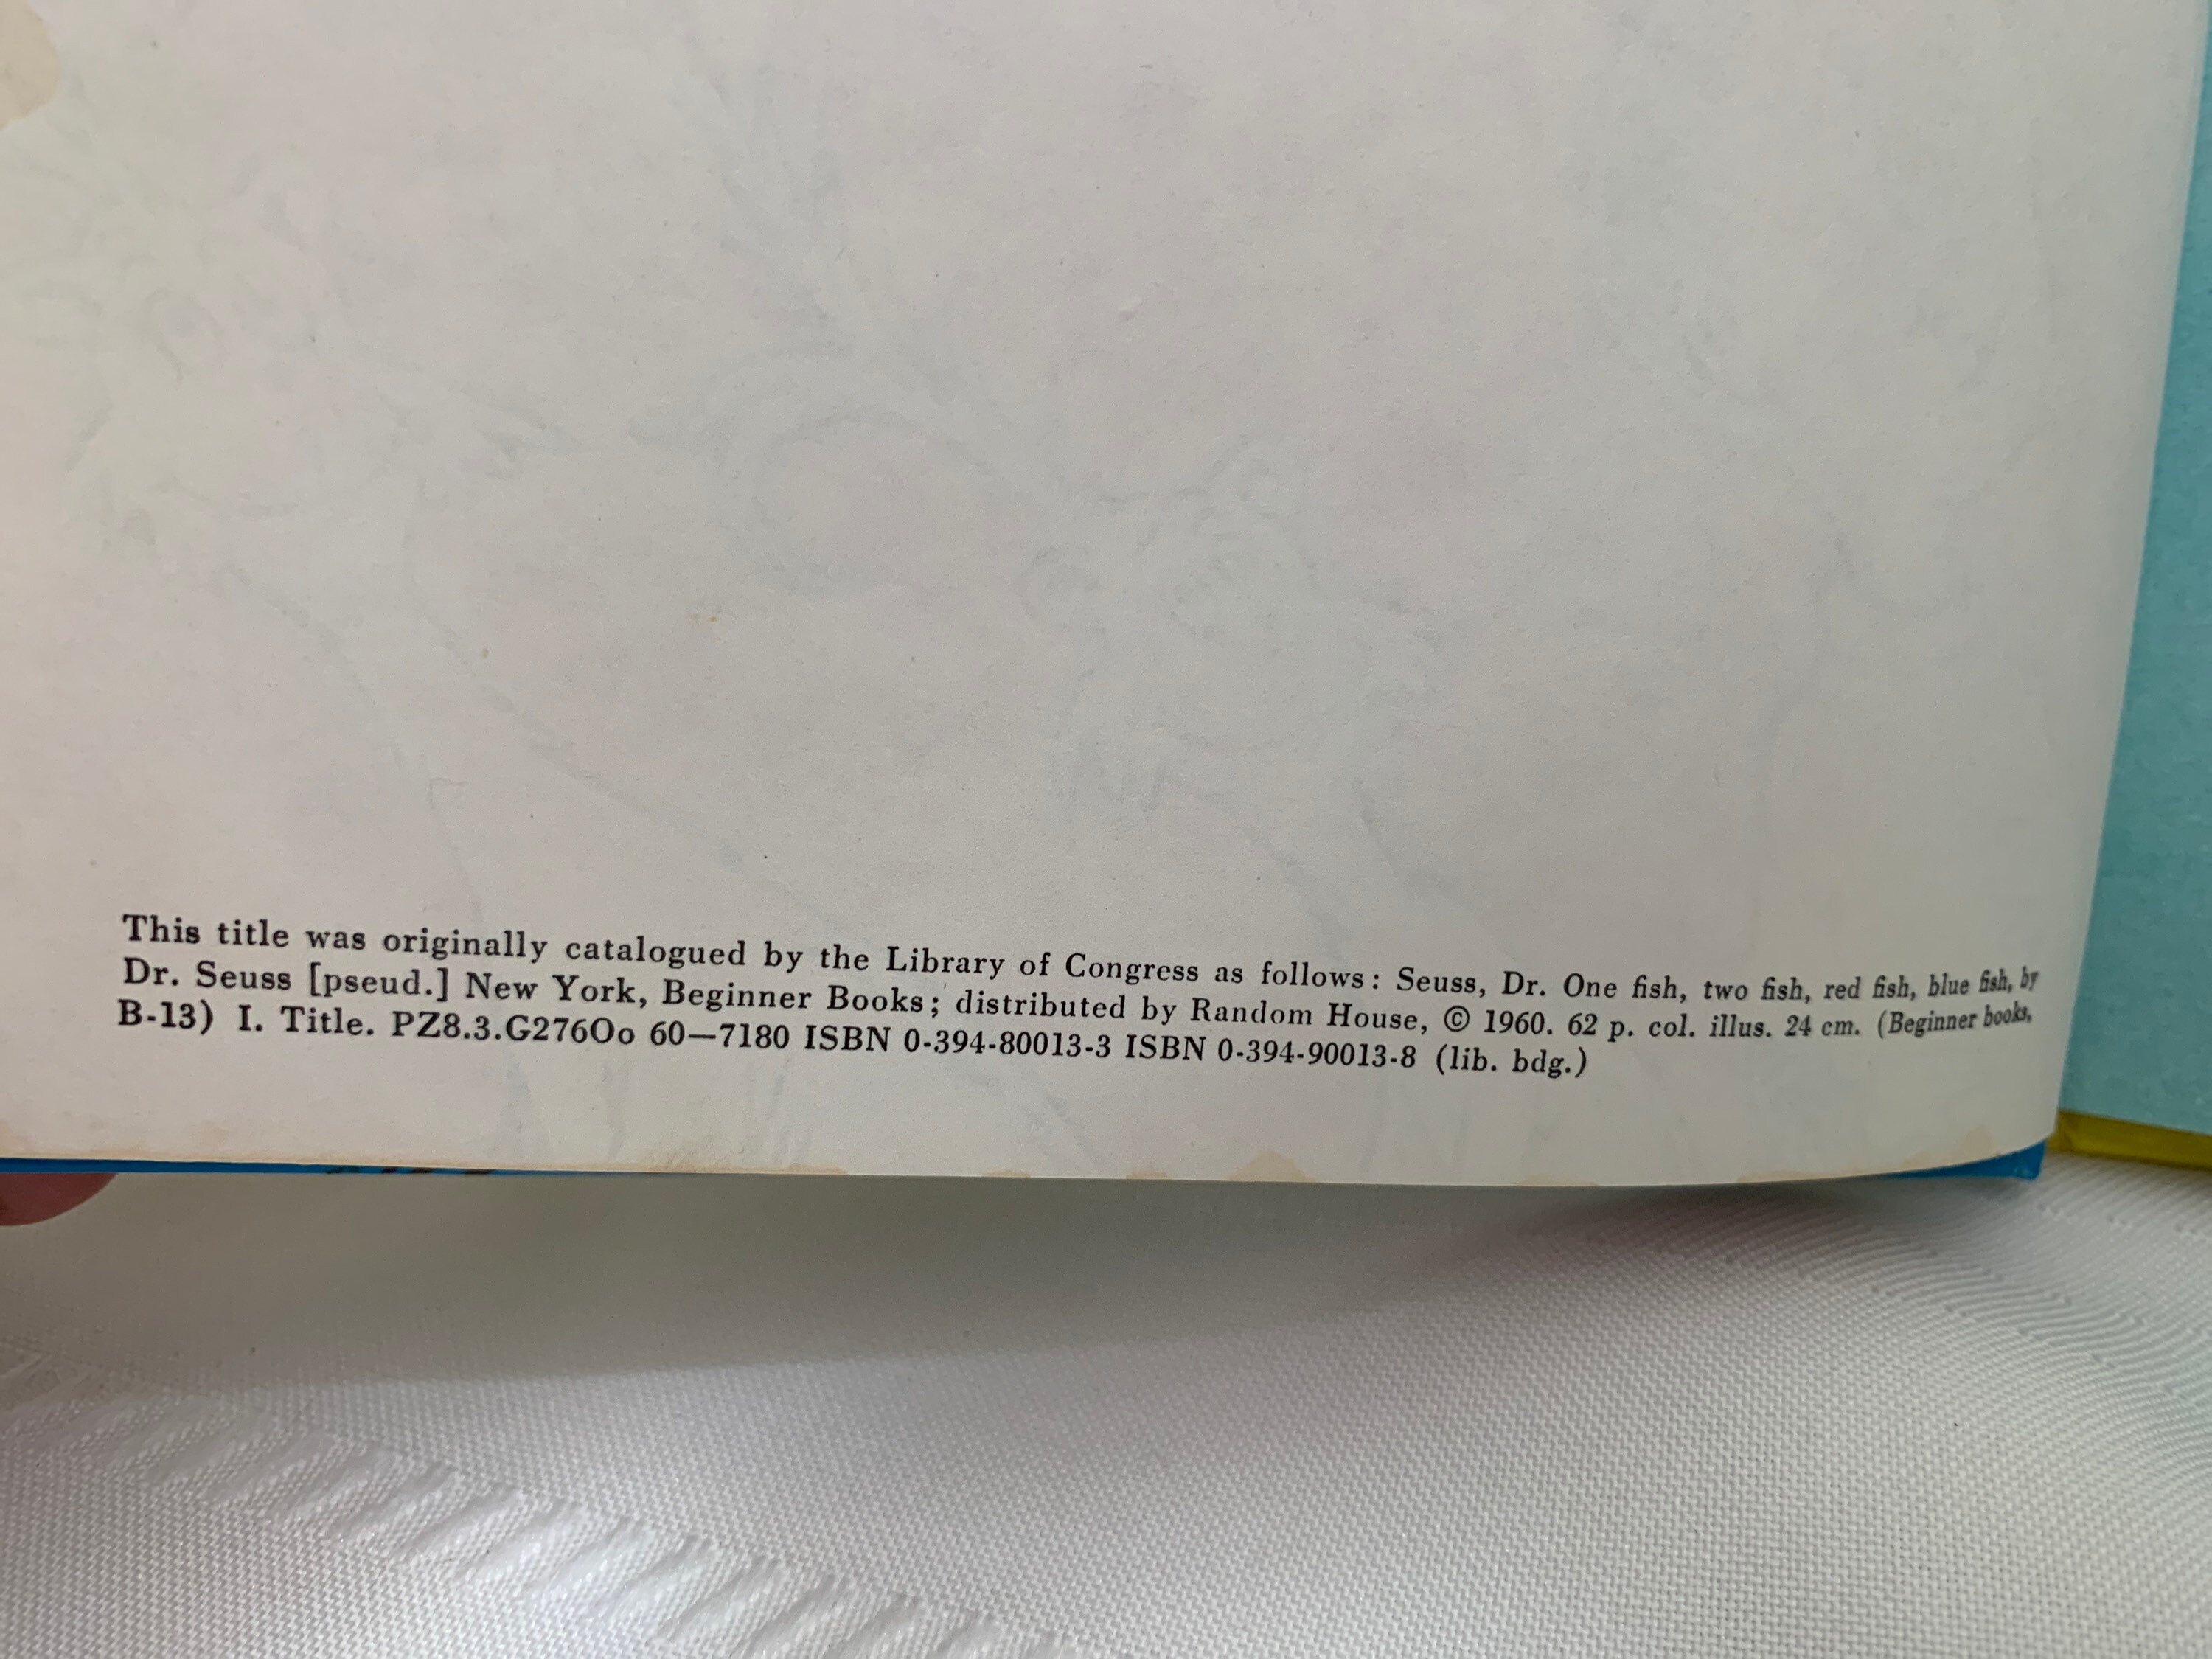 This title was originally catalogued by the Library of Congress as follows: Seuss, Dr. One fish, two fish, red fish, blue fish, by
Dr. Seuss [pseud.] New York, Beginner Books; distributed by Random House, © 1960. 62 p. col. illus. 24 cm. (Beginner books,
B-13) I. Title. PZ8.3.G276Oo 60—7180 ISBN 0-394-80013-3 ISBN 0-394-90013-8 (lib. bdg.)